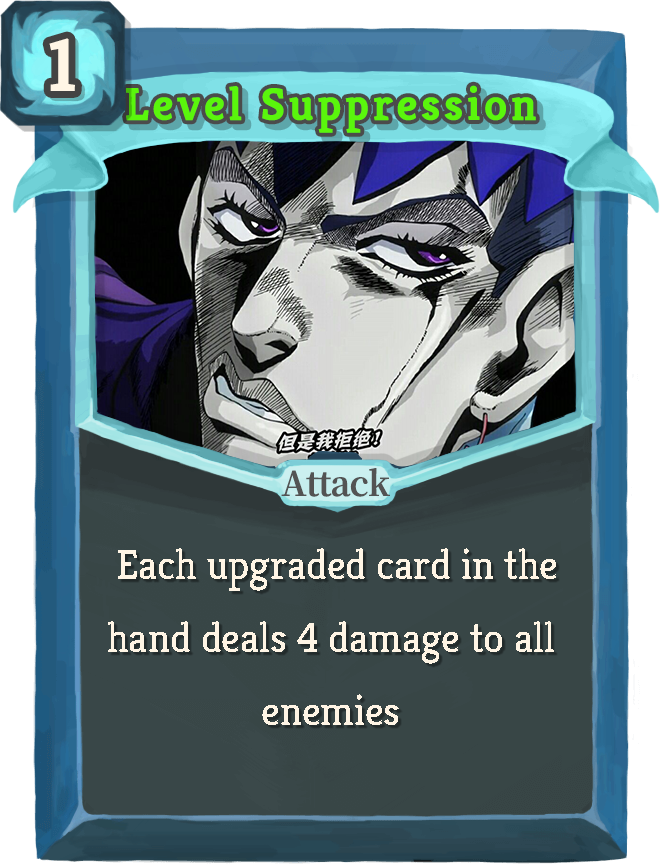 1
Level Suppression
但是我拒绝!
Attack
Each upgraded card in the
hand deals 4 damage to all
enemies